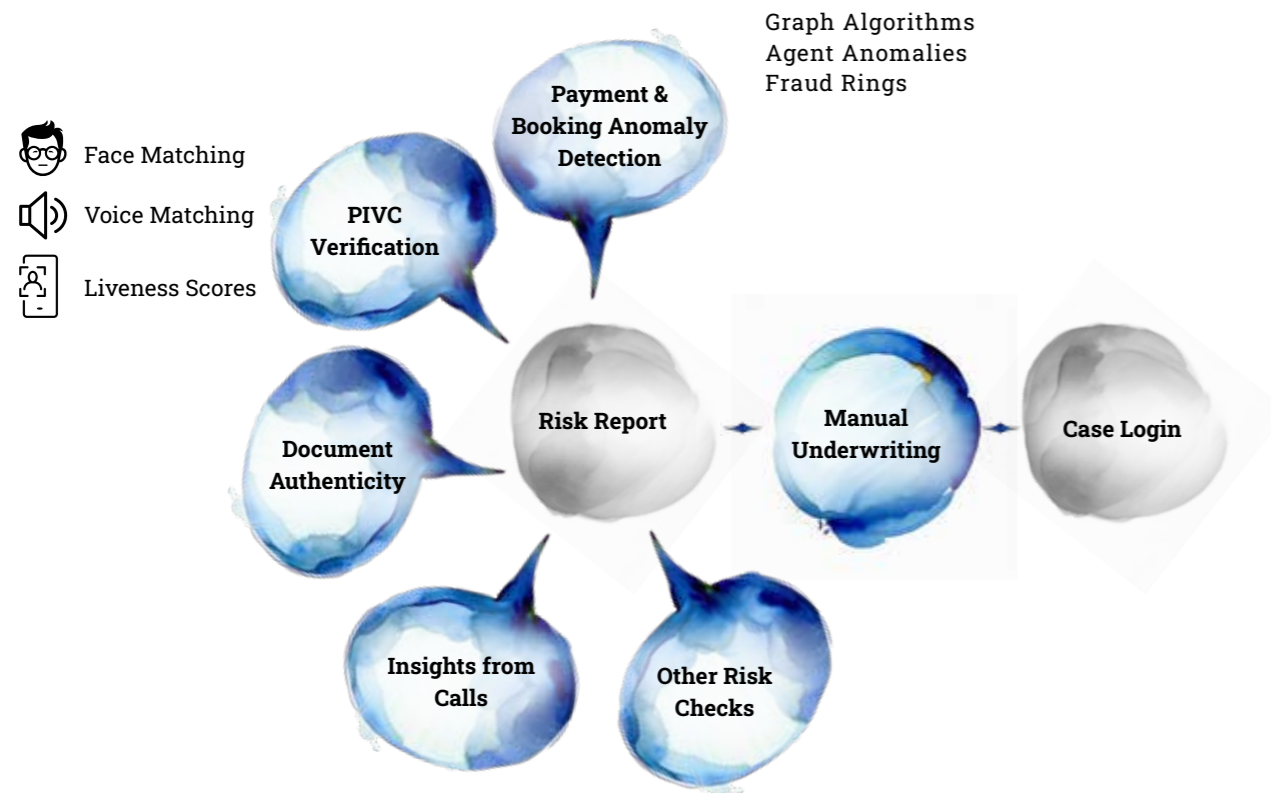 Graph Algorithms
Agent Anomalies
Fraud Rings
Payment &
Booking Anomaly
Detection
Face Matching
Voice Matching
Liveness Scores
PIVC
Verification
Document
Authenticity
Risk Report
Manual
Underwriting
Case Login
Insights from
Calls
Other Risk
Checks